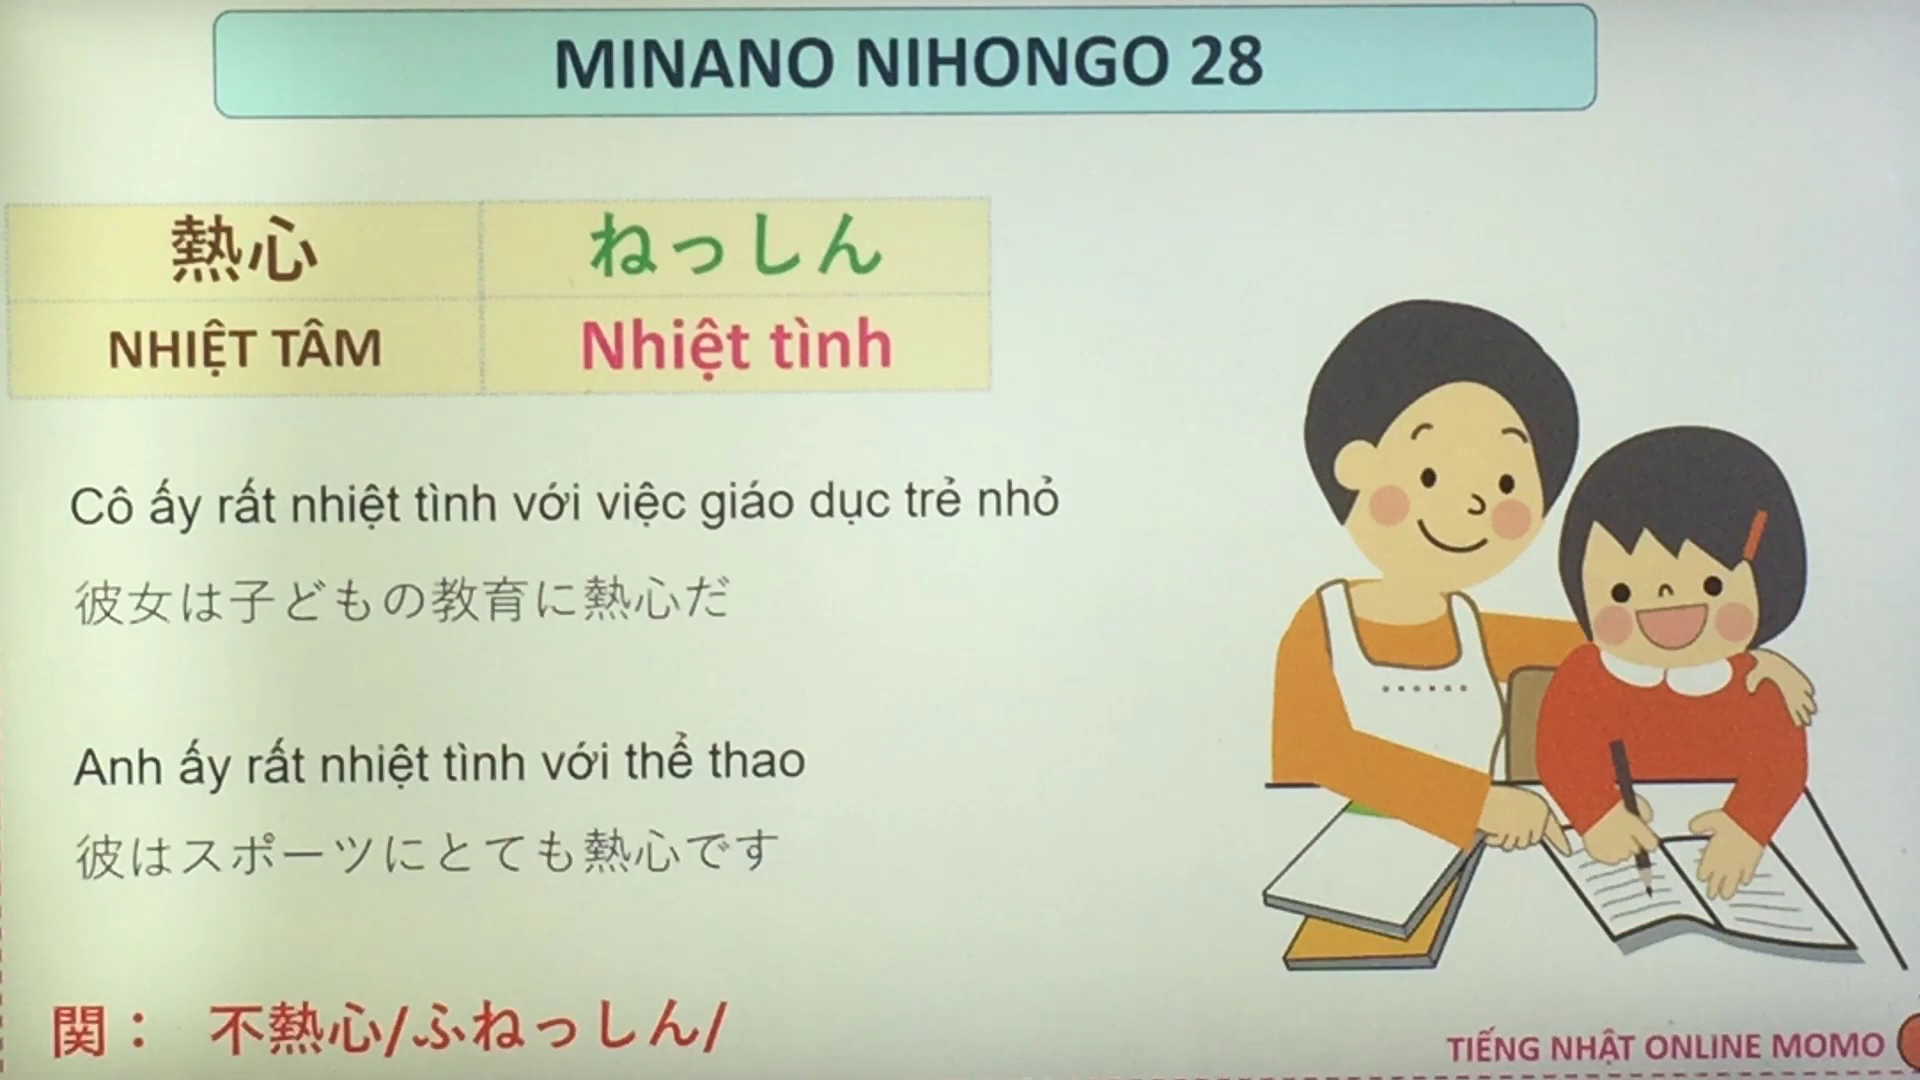 MINANO NIHONGO 28
熱心 ねっしん
NHIỆT TÂM Nhiệt tình
Cô ấy rất nhiệt tình với việc giáo dục trẻ nhỏ
彼女は子どもの教育に熱心だ
Anh ấy rất nhiệt tình với thể thao
彼はスポーツにとても熱心です
関： 不熱心/ふねっしん/
TIẾNG NHẬT ONLINE MOMO